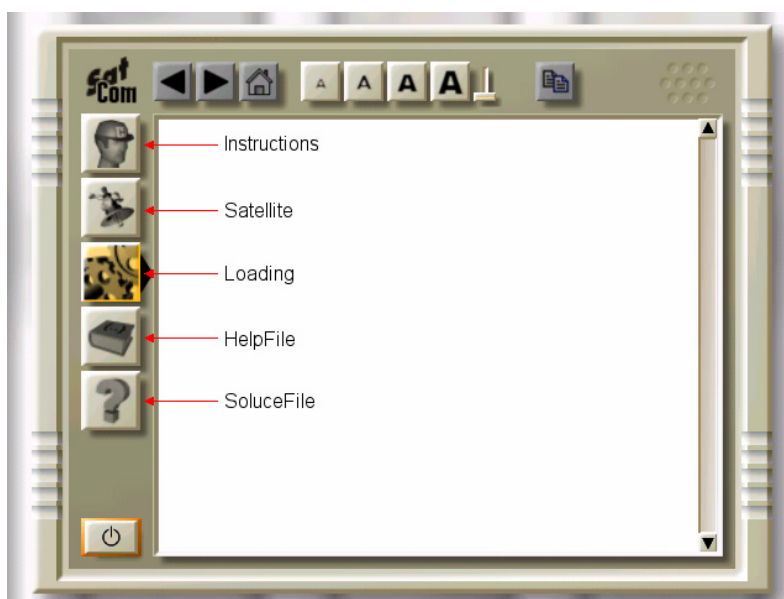 sat
Com
A A A A
Instructions
Satellite
Loading
HelpFile
SoluceFile